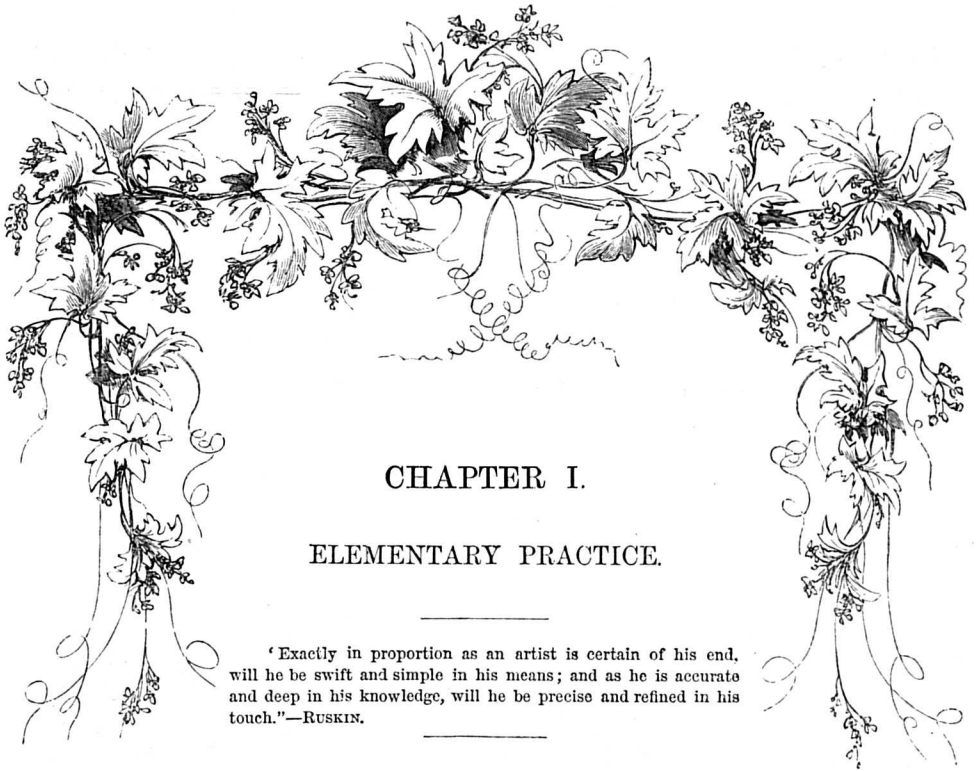 CHAPTER I.
ELEMENTARY PRACTICE.
‘Exactly in proportion as an artist is certain of his end,
will he be swift and simple in his means; and as he is accurate
and deep in his knowledge, will he be precise and refined in his
touch.”—RUSKIN.